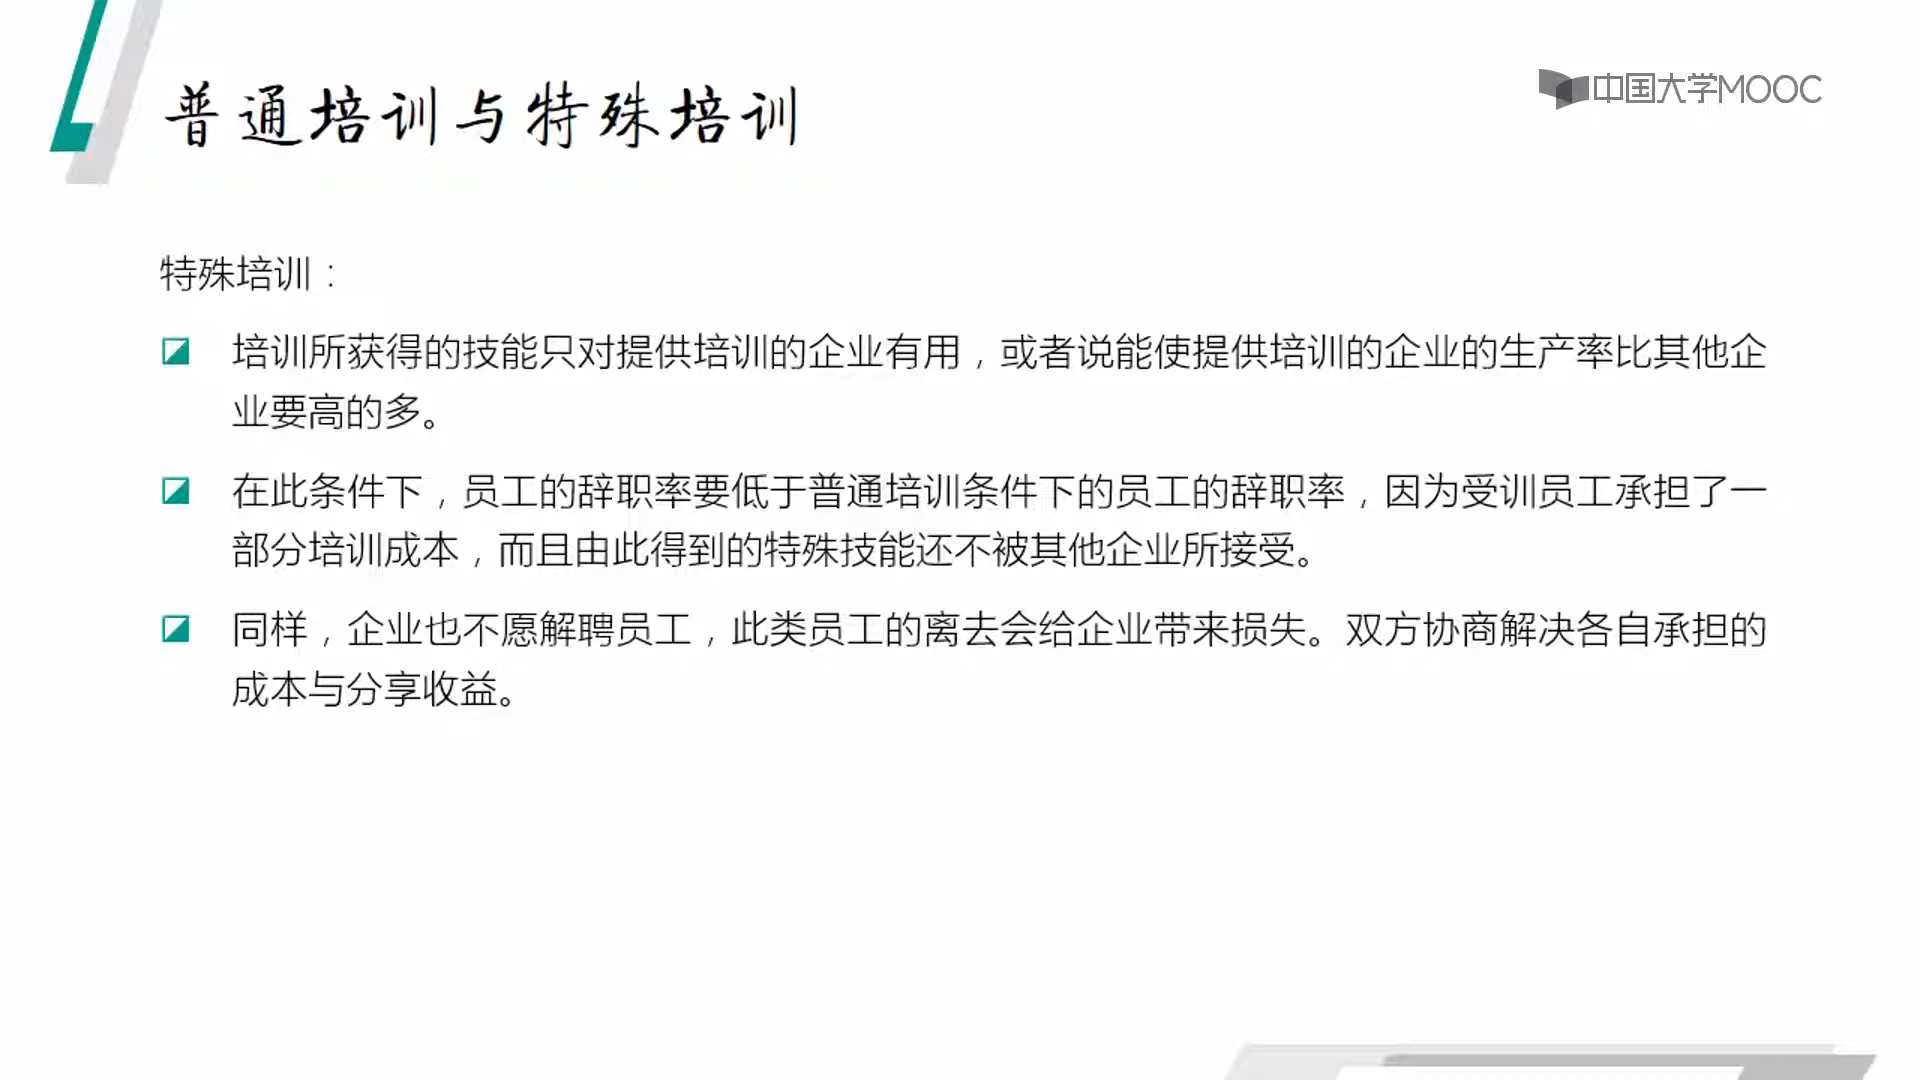 普通培训与特殊培训
中国大学MOOC
特殊培训：
培训所获得的技能只对提供培训的企业有用，或者说能使提供培训的企业的生产率比其他企
业要高的多。
在此条件下，员工的辞职率要低于普通培训条件下的员工的辞职率，因为受训员工承担了一
部分培训成本，而且由此得到的特殊技能还不被其他企业所接受。
同样，企业也不愿解聘员工，此类员工的离去会给企业带来损失。双方协商解决各自承担的
成本与分享收益。